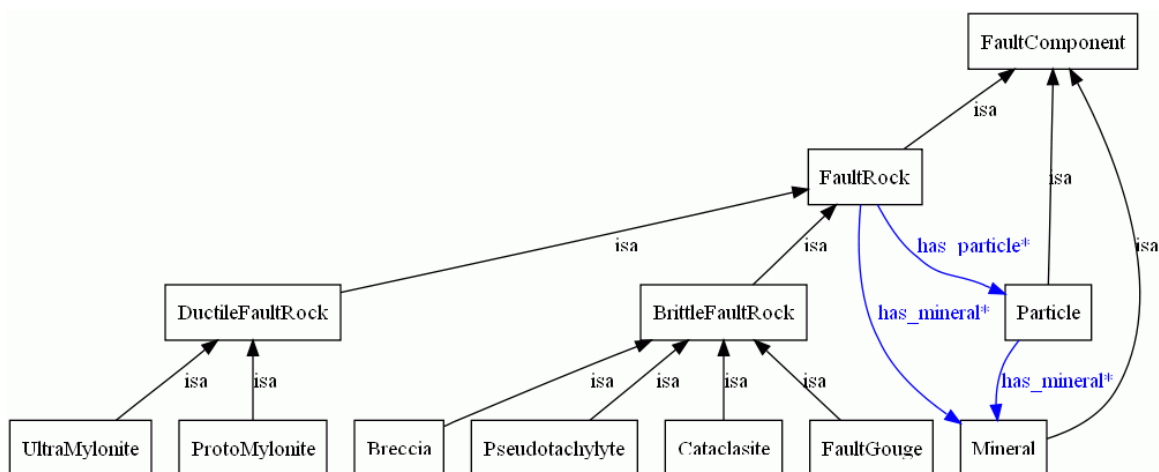 FaultComponent
isa
FaultRock
isa
isa
isa
isa
has_particle*
DuctileFaultRock
BrittleFaultRock
has_mineral*
Particle
isa
isa
isa
isa
isa
isa
has_mineral*
UltraMylonite
ProtoMylonite
Breccia
Pseudotachylyte
Cataclasite
FaultGouge
Mineral